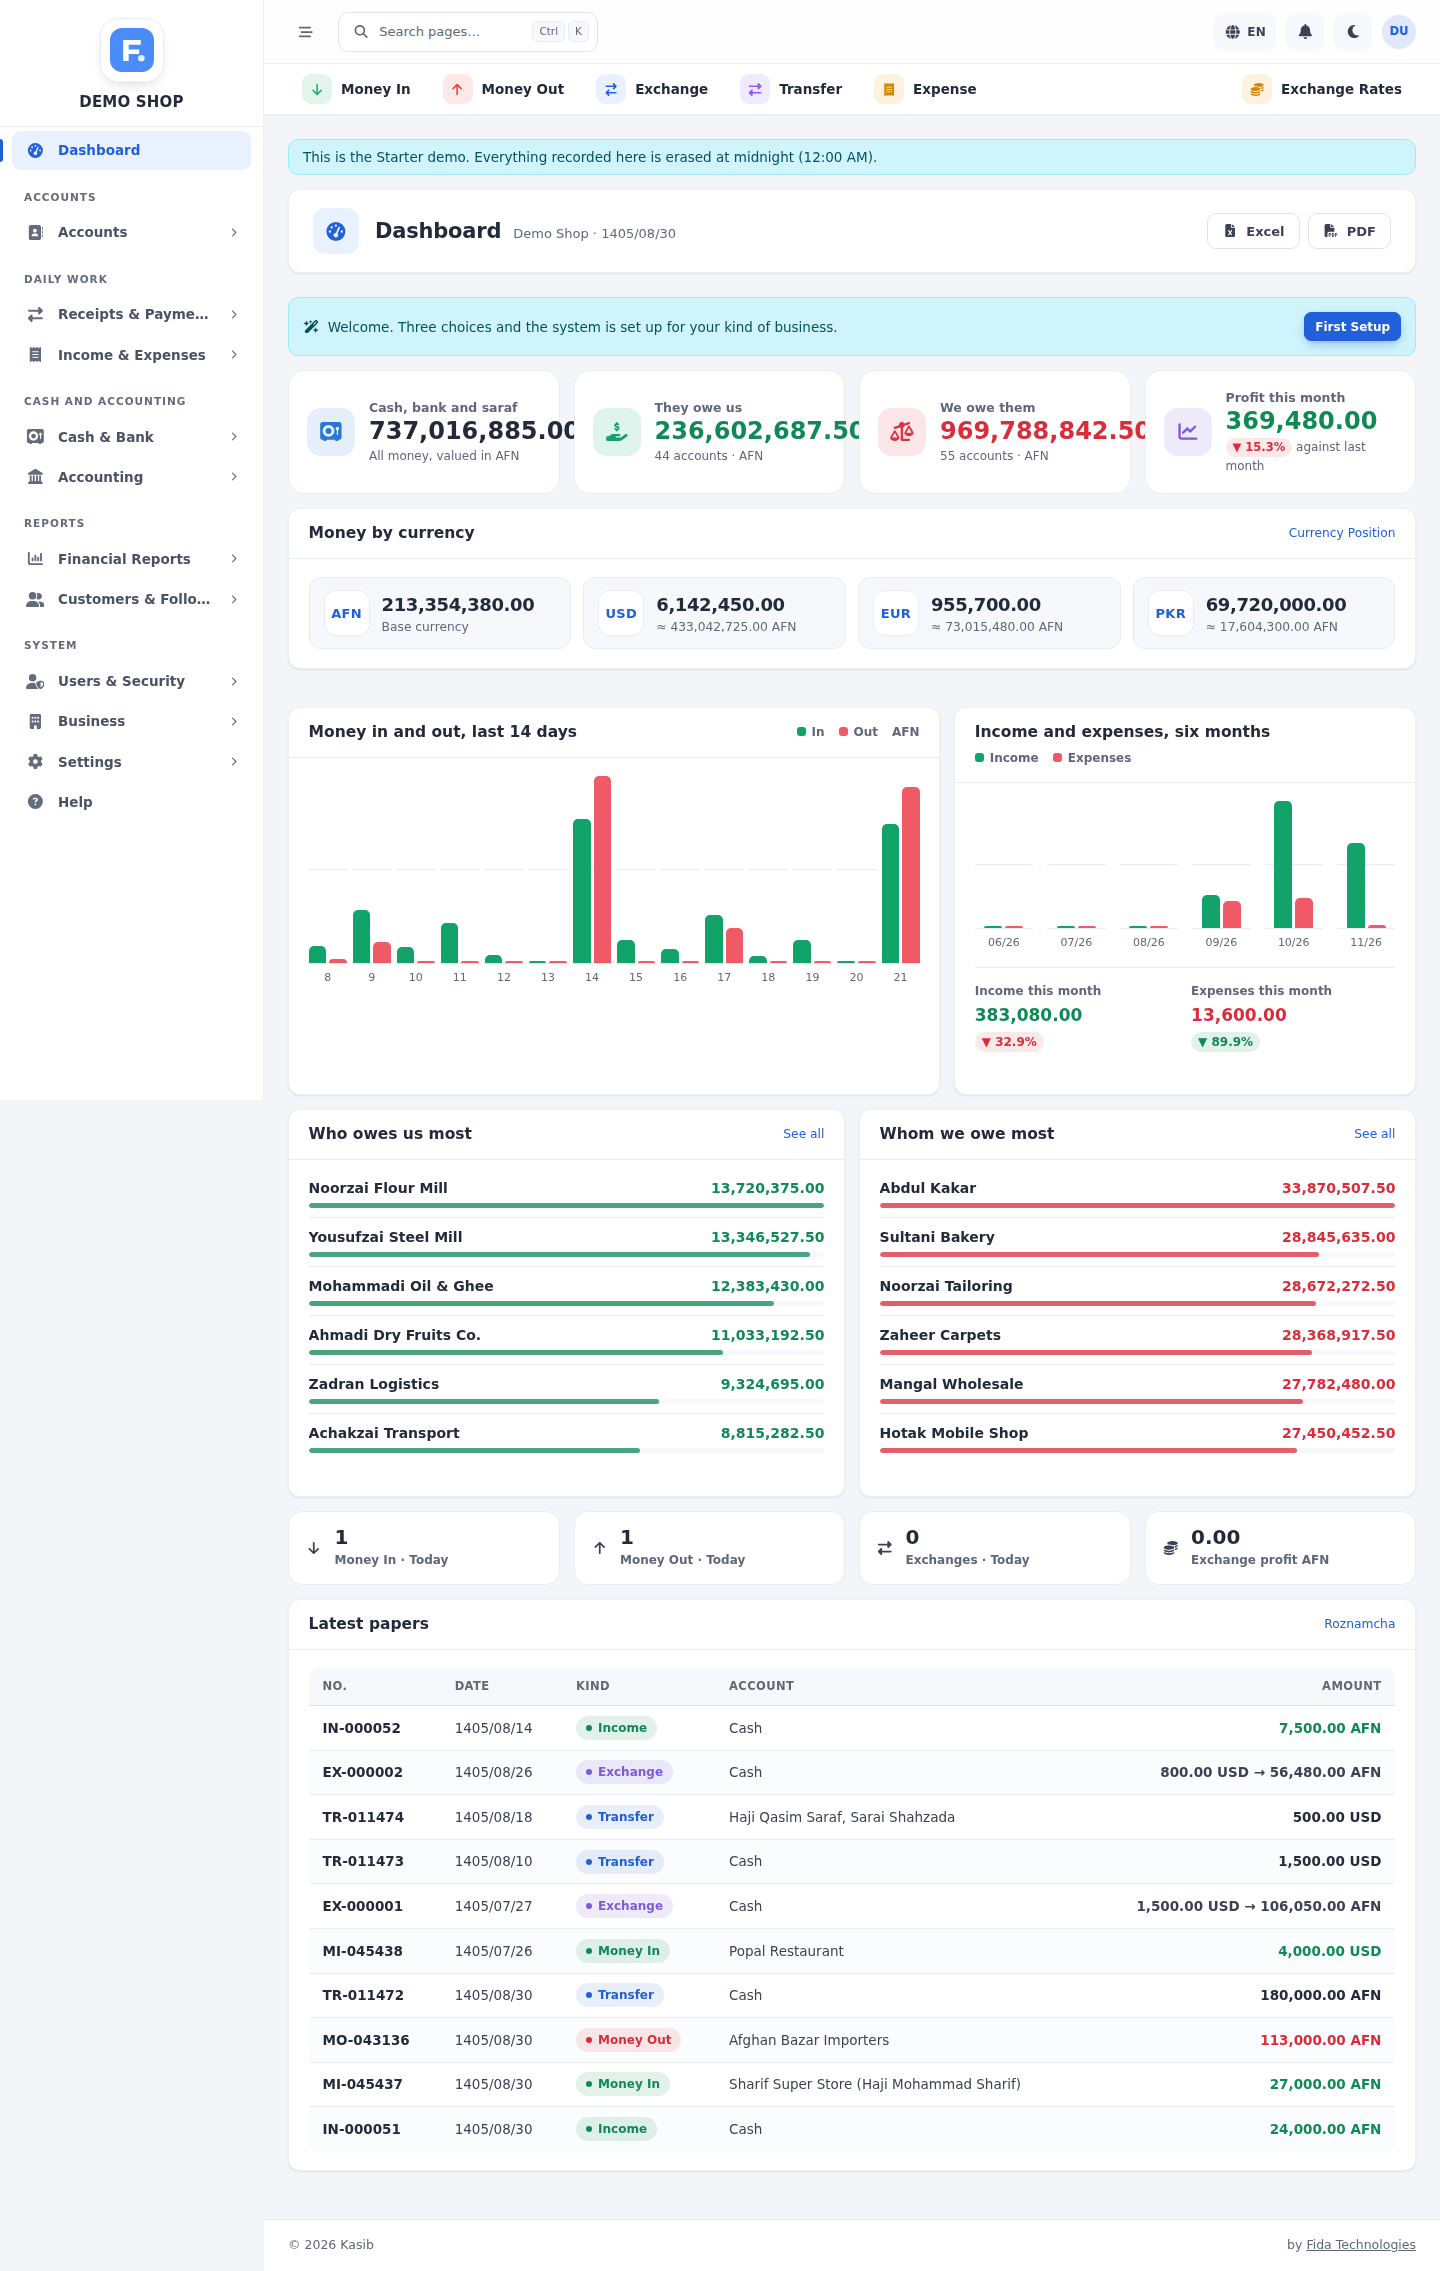 F.
DEMO SHOP
Dashboard
ACCOUNTS
Accounts
DAILY WORK
Receipts & Payme...
Income & Expenses
CASH AND ACCOUNTING
Cash & Bank
Accounting
REPORTS
Financial Reports
Customers & Follo...
SYSTEM
Users & Security
Business
Settings
Help
Search pages... Ctrl K
EN DU
Money In Money Out Exchange Transfer Expense Exchange Rates
This is the Starter demo. Everything recorded here is erased at midnight (12:00 AM).
Dashboard Demo Shop · 1405/08/30 Excel PDF
Welcome. Three choices and the system is set up for your kind of business. First Setup
Cash, bank and saraf
737,016,885.00
All money, valued in AFN
They owe us
236,602,687.50
44 accounts · AFN
We owe them
969,788,842.50
55 accounts · AFN
Profit this month
369,480.00
▼ 15.3% against last
month
Money by currency Currency Position
AFN 213,354,380.00
Base currency
USD 6,142,450.00
≈ 433,042,725.00 AFN
EUR 955,700.00
≈ 73,015,480.00 AFN
PKR 69,720,000.00
≈ 17,604,300.00 AFN
Money in and out, last 14 days In Out AFN
8 9 10 11 12 13 14 15 16 17 18 19 20 21
Income and expenses, six months
Income Expenses
06/26 07/26 08/26 09/26 10/26 11/26
Income this month
383,080.00
▼ 32.9%
Expenses this month
13,600.00
▼ 89.9%
Who owes us most See all
Noorzai Flour Mill 13,720,375.00
Yousufzai Steel Mill 13,346,527.50
Mohammadi Oil & Ghee 12,383,430.00
Ahmadi Dry Fruits Co. 11,033,192.50
Zadran Logistics 9,324,695.00
Achakzai Transport 8,815,282.50
Whom we owe most See all
Abdul Kakar 33,870,507.50
Sultani Bakery 28,845,635.00
Noorzai Tailoring 28,672,272.50
Zaheer Carpets 28,368,917.50
Mangal Wholesale 27,782,480.00
Hotak Mobile Shop 27,450,452.50
1
Money In · Today
1
Money Out · Today
0
Exchanges · Today
0.00
Exchange profit AFN
Latest papers Roznamcha
NO. DATE KIND ACCOUNT AMOUNT
IN-000052 1405/08/14 Income Cash 7,500.00 AFN
EX-000002 1405/08/26 Exchange Cash 800.00 USD → 56,480.00 AFN
TR-011474 1405/08/18 Transfer Haji Qasim Saraf, Sarai Shahzada 500.00 USD
TR-011473 1405/08/10 Transfer Cash 1,500.00 USD
EX-000001 1405/07/27 Exchange Cash 1,500.00 USD → 106,050.00 AFN
MI-045438 1405/07/26 Money In Popal Restaurant 4,000.00 USD
TR-011472 1405/08/30 Transfer Cash 180,000.00 AFN
MO-043136 1405/08/30 Money Out Afghan Bazar Importers 113,000.00 AFN
MI-045437 1405/08/30 Money In Sharif Super Store (Haji Mohammad Sharif) 27,000.00 AFN
IN-000051 1405/08/30 Income Cash 24,000.00 AFN
© 2026 Kasib by Fida Technologies